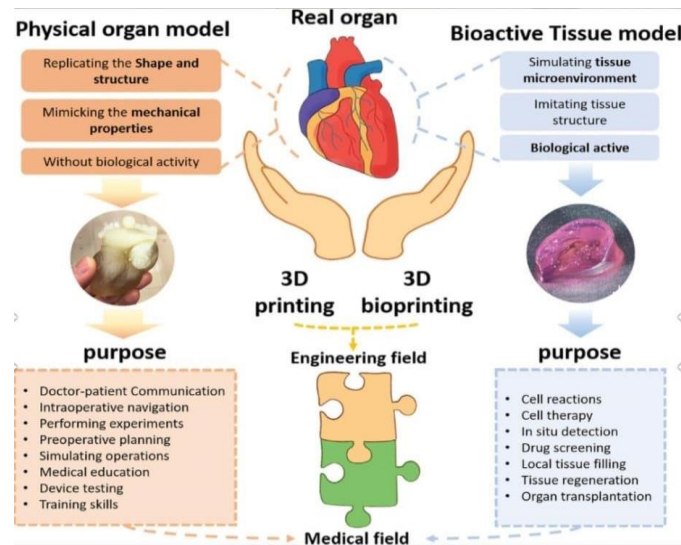 Physical organ model
Replicating the Shape and
structure
Mimicking the mechanical
properties
Without biological activity
purpose
• Doctor-patient Communication
• Intraoperative navigation
• Performing experiments
• Preoperative planning
• Simulating operations
• Medical education
• Device testing
• Training skills
Real organ
3D
printing
3D
bioprinting
Engineering field
Medical field
Bioactive Tissue model
Simulating tissue
microenvironment
Imitating tissue
structure
Biological active
purpose
• Cell reactions
• Cell therapy
• In situ detection
• Drug screening
• Local tissue filling
• Tissue regeneration
• Organ transplantation